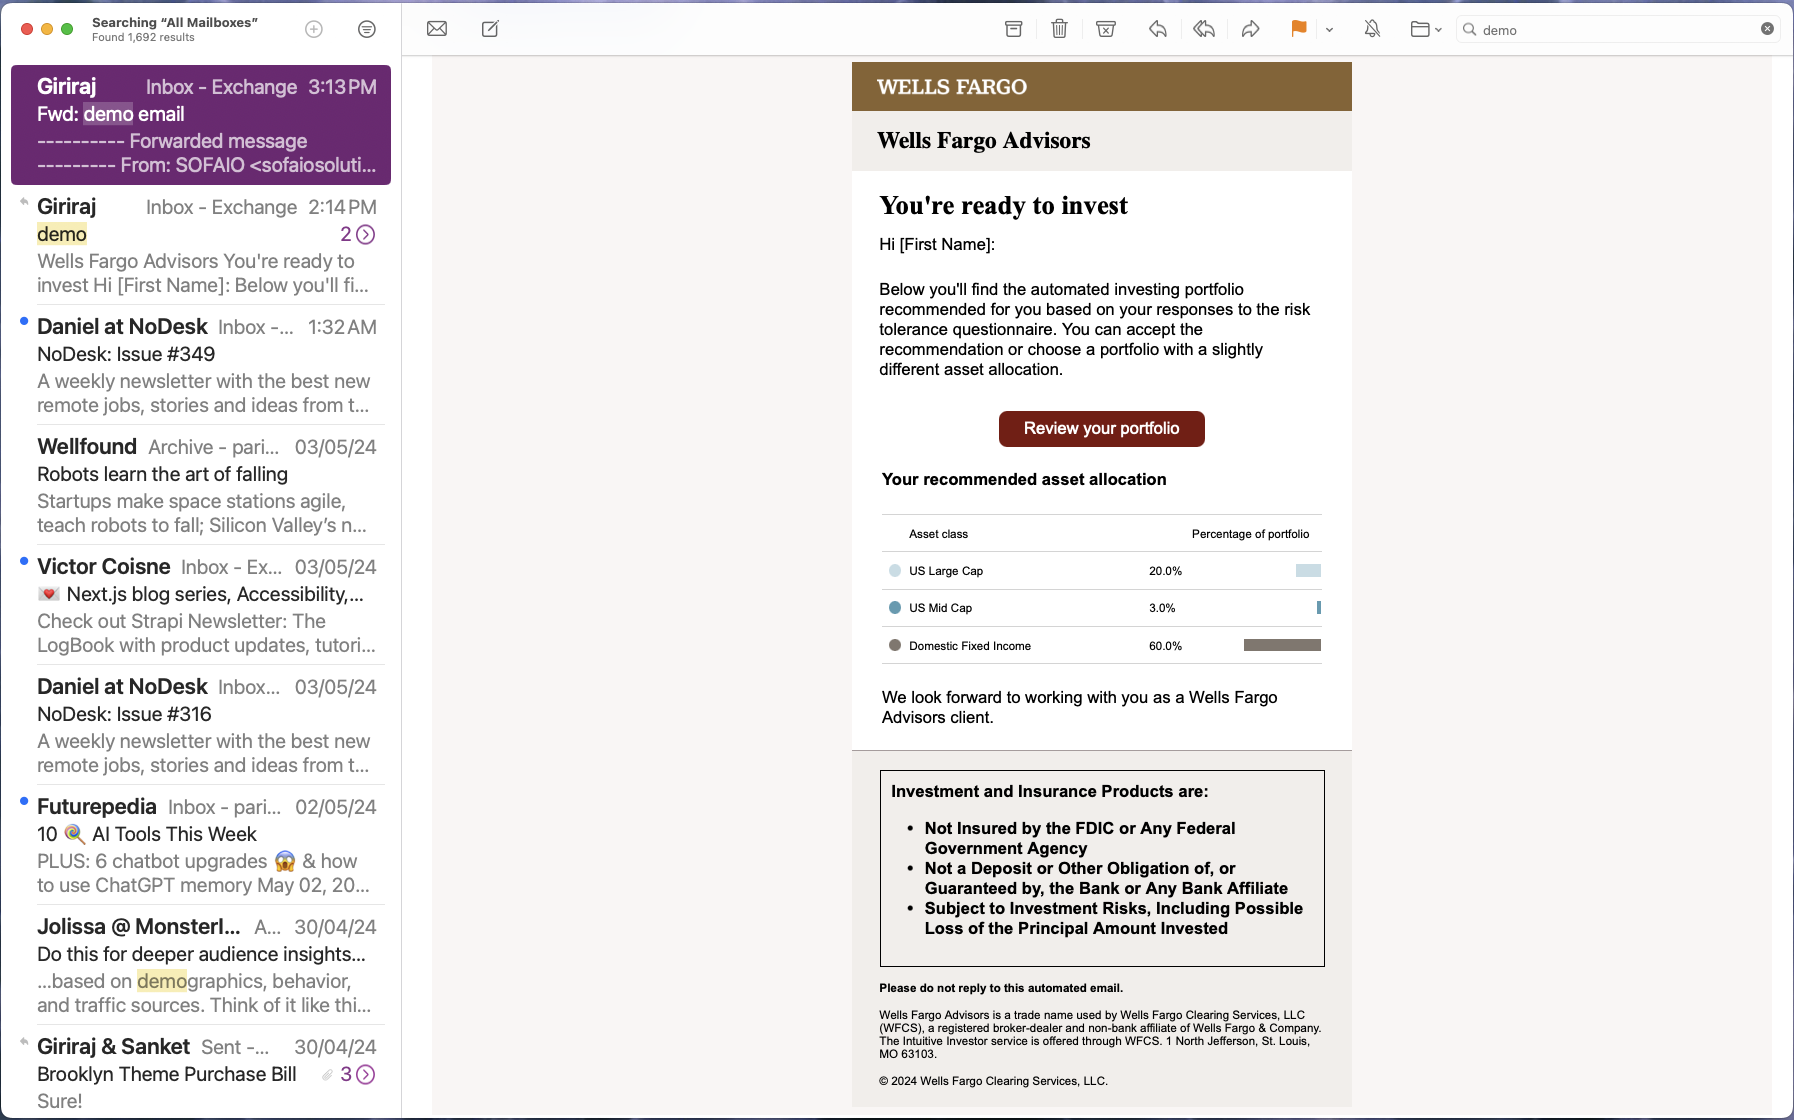 Searching “All Mailboxes”
Found 1,692 results
demo
Giriraj Inbox - Exchange 3:13 PM
Fwd: demo email
---------- Forwarded message
--------- From: SOFAIO <sofaiosoluti...
Giriraj Inbox - Exchange 2:14 PM
demo 2
Wells Fargo Advisors You're ready to
invest Hi [First Name]: Below you'll fi...
Daniel at NoDesk Inbox -... 1:32 AM
NoDesk: Issue #349
A weekly newsletter with the best new
remote jobs, stories and ideas from t...
Wellfound Archive - pari... 03/05/24
Robots learn the art of falling
Startups make space stations agile,
teach robots to fall; Silicon Valley’s n...
Victor Coisne Inbox - Ex... 03/05/24
💌 Next.js blog series, Accessibility,...
Check out Strapi Newsletter: The
LogBook with product updates, tutori...
Daniel at NoDesk Inbox... 03/05/24
NoDesk: Issue #316
A weekly newsletter with the best new
remote jobs, stories and ideas from t...
Futurepedia Inbox - pari... 02/05/24
10 🍭 AI Tools This Week
PLUS: 6 chatbot upgrades 😱 & how
to use ChatGPT memory May 02, 20...
Jolissa @ Monsterl... A... 30/04/24
Do this for deeper audience insights...
...based on demographics, behavior,
and traffic sources. Think of it like thi...
Giriraj & Sanket Sent -... 30/04/24
Brooklyn Theme Purchase Bill 3
Sure!
WELLS FARGO
Wells Fargo Advisors
You're ready to invest
Hi [First Name]:
Below you'll find the automated investing portfolio
recommended for you based on your responses to the risk
tolerance questionnaire. You can accept the
recommendation or choose a portfolio with a slightly
different asset allocation.
Review your portfolio
Your recommended asset allocation
Asset class Percentage of portfolio
US Large Cap 20.0%
US Mid Cap 3.0%
Domestic Fixed Income 60.0%
We look forward to working with you as a Wells Fargo
Advisors client.
Investment and Insurance Products are:
• Not Insured by the FDIC or Any Federal
Government Agency
• Not a Deposit or Other Obligation of, or
Guaranteed by, the Bank or Any Bank Affiliate
• Subject to Investment Risks, Including Possible
Loss of the Principal Amount Invested
Please do not reply to this automated email.
Wells Fargo Advisors is a trade name used by Wells Fargo Clearing Services, LLC
(WFCS), a registered broker-dealer and non-bank affiliate of Wells Fargo & Company.
The Intuitive Investor service is offered through WFCS. 1 North Jefferson, St. Louis,
MO 63103.
© 2024 Wells Fargo Clearing Services, LLC.